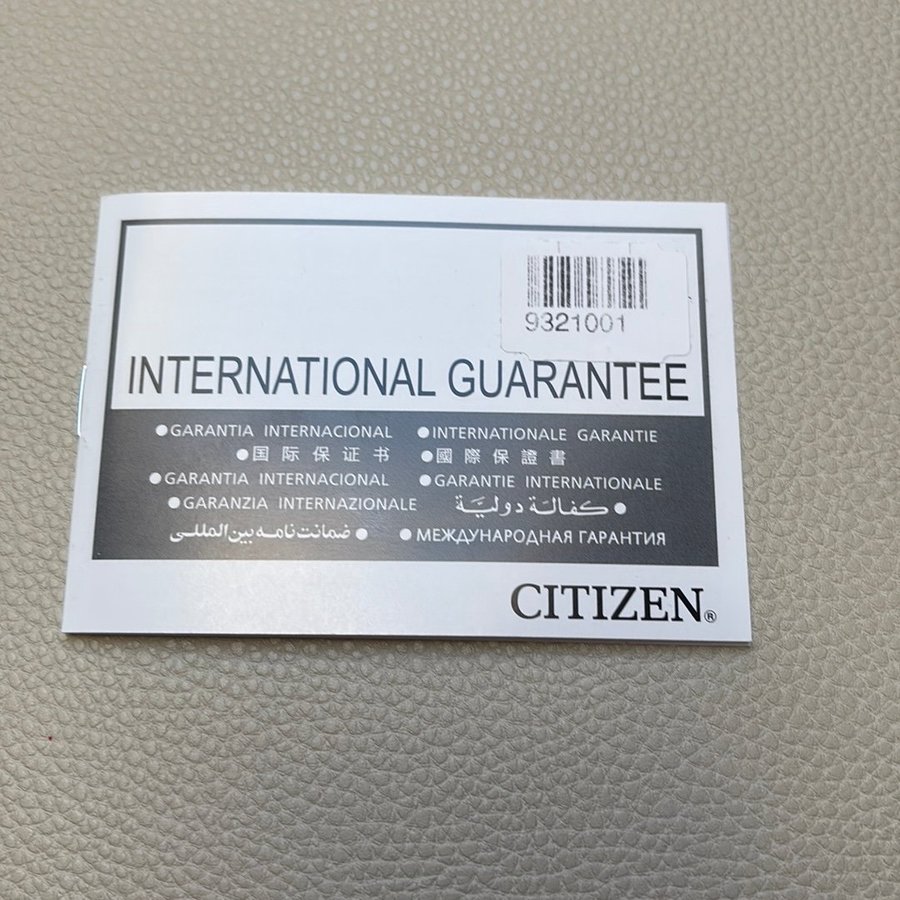 9321001
INTERNATIONAL GUARANTEE
●GARANTIA INTERNACIONAL ●INTERNATIONALE GARANTIE
●国际保证书 ●國際保證書
●GARANTIA INTERNACIONAL ●GARANTIE INTERNATIONALE
●GARANZIA INTERNAZIONALE ●كفالة دولية
●ضمانت نامه بین المللی ●МЕЖДУНАРОДНАЯ ГАРАНТИЯ
CITIZEN®